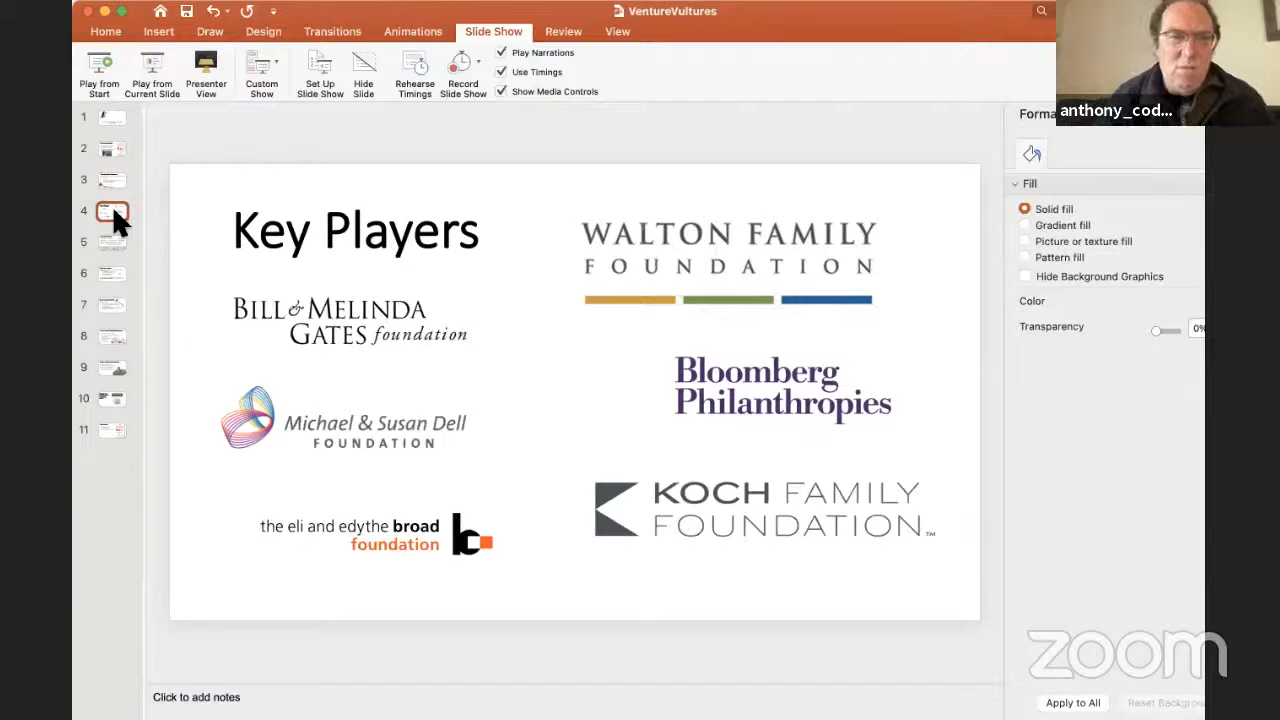 VentureVultures
Home Insert Draw Design Transitions Animations Slide Show Review View
Play from Start
Play from Current Slide
Presenter View
Custom Show
Set Up Slide Show
Hide Slide
Rehearse Timings
Record Slide Show
Play Narrations
Use Timings
Show Media Controls
anthony_cod...
1
2
3
4
5
6
7
8
9
10
11
Key Players
BILL & MELINDA
GATES foundation
Michael & Susan Dell
FOUNDATION
the eli and edythe broad
foundation
b
WALTON FAMILY
FOUNDATION
Bloomberg
Philanthropies
KOCH FAMILY
FOUNDATION™
Forma
Fill
Solid fill
Gradient fill
Picture or texture fill
Pattern fill
Hide Background Graphics
Color
Transparency 0%
Click to add notes
zoom
Apply to All Reset Backgrou